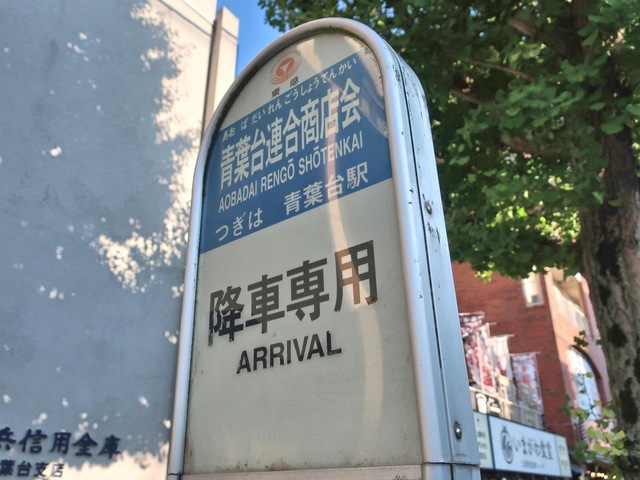 東急
あおばだいれんごうしょうてんかい
青葉台連合商店会
AOBADAI RENGŌ SHŌTENKAI
つぎは 青葉台駅
降車専用
ARRIVAL
兵信用金庫
葉台支店
いまがわ食堂